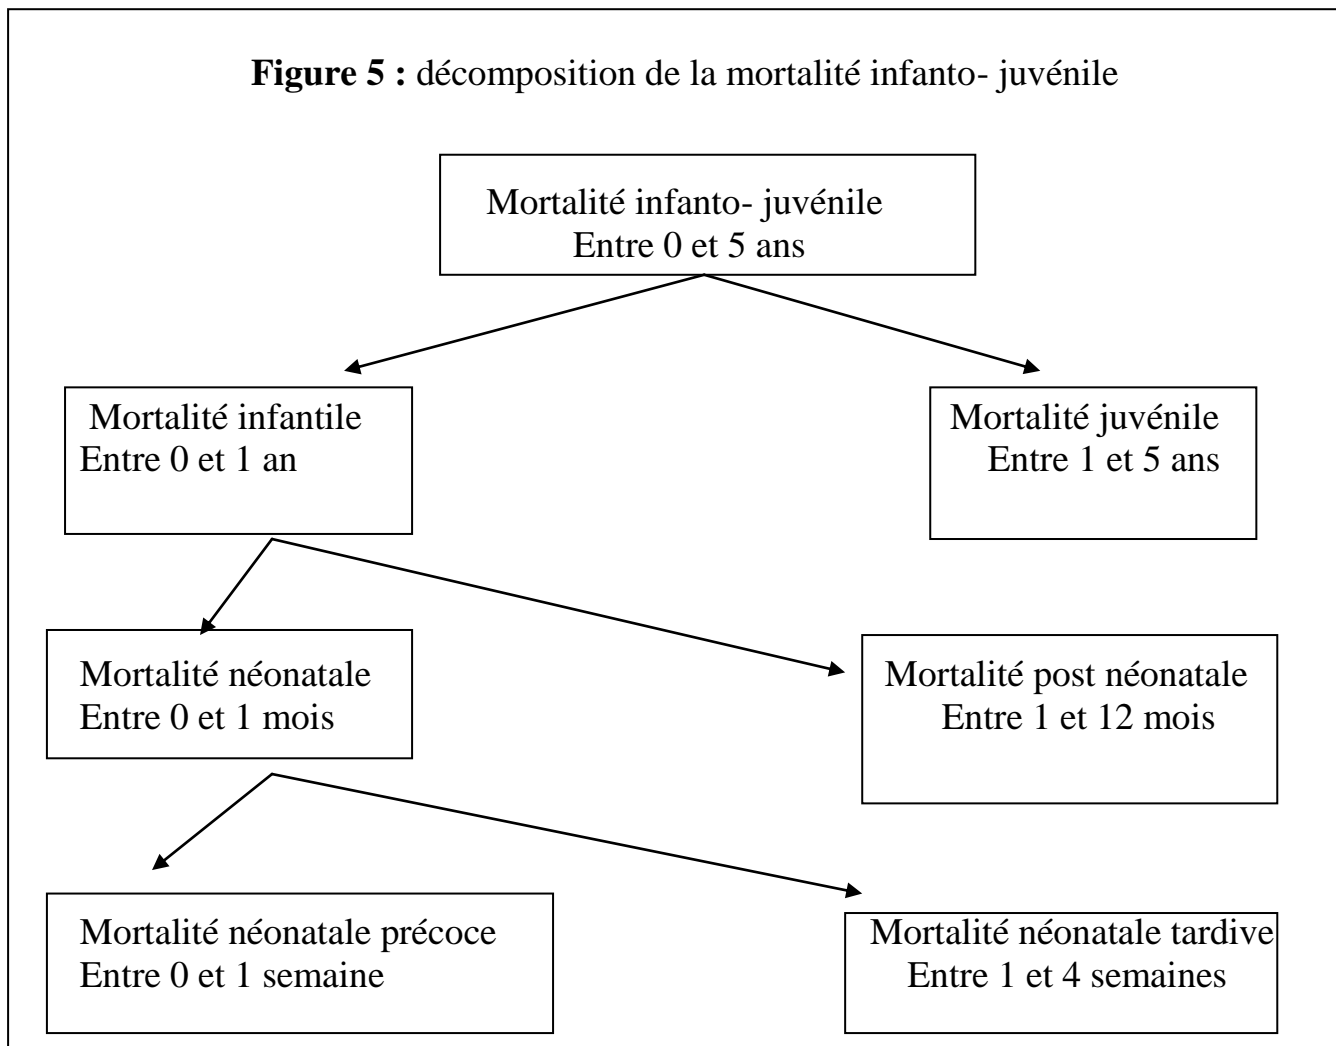 Figure 5 : décomposition de la mortalité infanto- juvénile
Mortalité infanto- juvénile
Entre 0 et 5 ans
Mortalité infantile
Entre 0 et 1 an
Mortalité juvénile
Entre 1 et 5 ans
Mortalité néonatale
Entre 0 et 1 mois
Mortalité post néonatale
Entre 1 et 12 mois
Mortalité néonatale précoce
Entre 0 et 1 semaine
Mortalité néonatale tardive
Entre 1 et 4 semaines